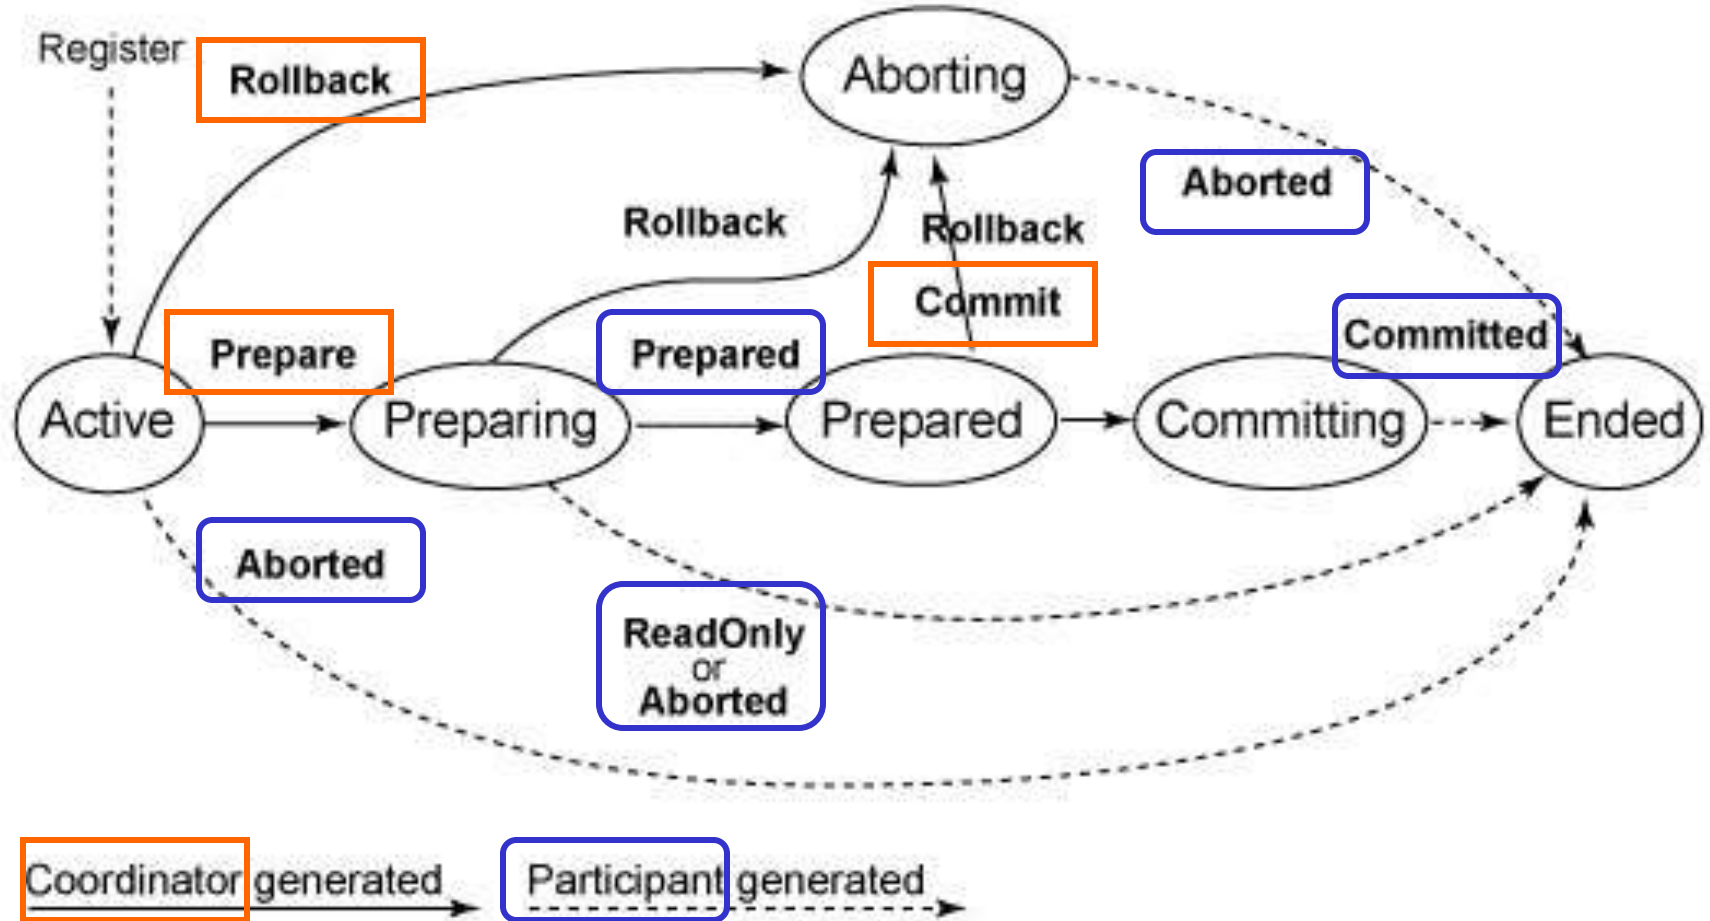 Register
Rollback
Aborting
Aborted
Rollback
Rollback
Commit
Committed
Prepare
Prepared
Active
Preparing
Prepared
Committing
Ended
Aborted
ReadOnly
or
Aborted
Coordinator generated
Participant generated